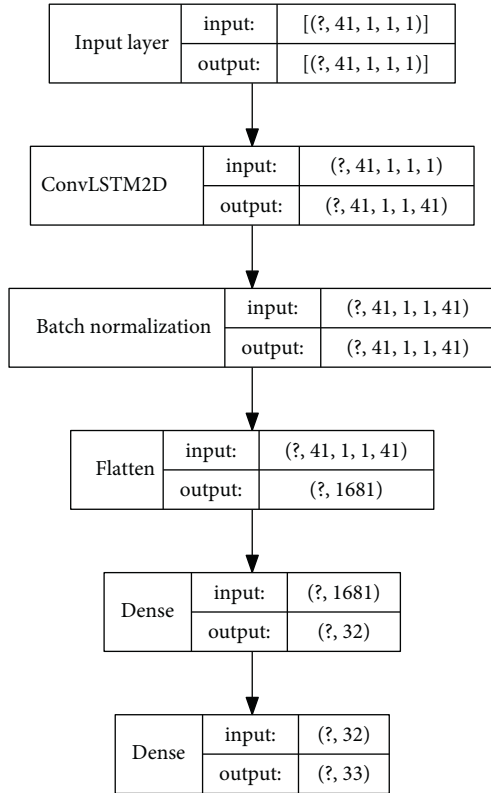 Input layer
input: [(?, 41, 1, 1, 1)]
output: [(?, 41, 1, 1, 1)]
ConvLSTM2D
input: (?, 41, 1, 1, 1)
output: (?, 41, 1, 1, 41)
Batch normalization
input: (?, 41, 1, 1, 41)
output: (?, 41, 1, 1, 41)
Flatten
input: (?, 41, 1, 1, 41)
output: (?, 1681)
Dense
input: (?, 1681)
output: (?, 32)
Dense
input: (?, 32)
output: (?, 33)